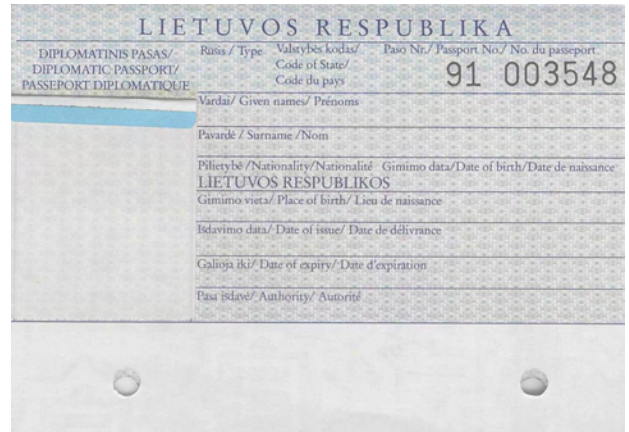 LIETUVOS RESPUBLIKA
DIPLOMATINIS PASAS/
DIPLOMATIC PASSPORT/
PASSEPORT DIPLOMATIQUE
Rusis / Type
Valstybės kodas/
Code of State/
Code du pays
Paso Nr./ Passport No./ No. du passeport
91 003548
Vardai/ Given names/ Prénoms
Pavardė / Surname /Nom
Pilietybė /Nationality/Nationalité Gimimo data/Date of birth/Date de naissance
LIETUVOS RESPUBLIKOS
Gimimo vieta/ Place of birth/ Lieu de naissance
Išdavimo data/ Date of issue/ Date de délivrance
Galioja iki/ Date of expiry/ Date d'expiration
Pasą išdavė/ Authority/ Autorité